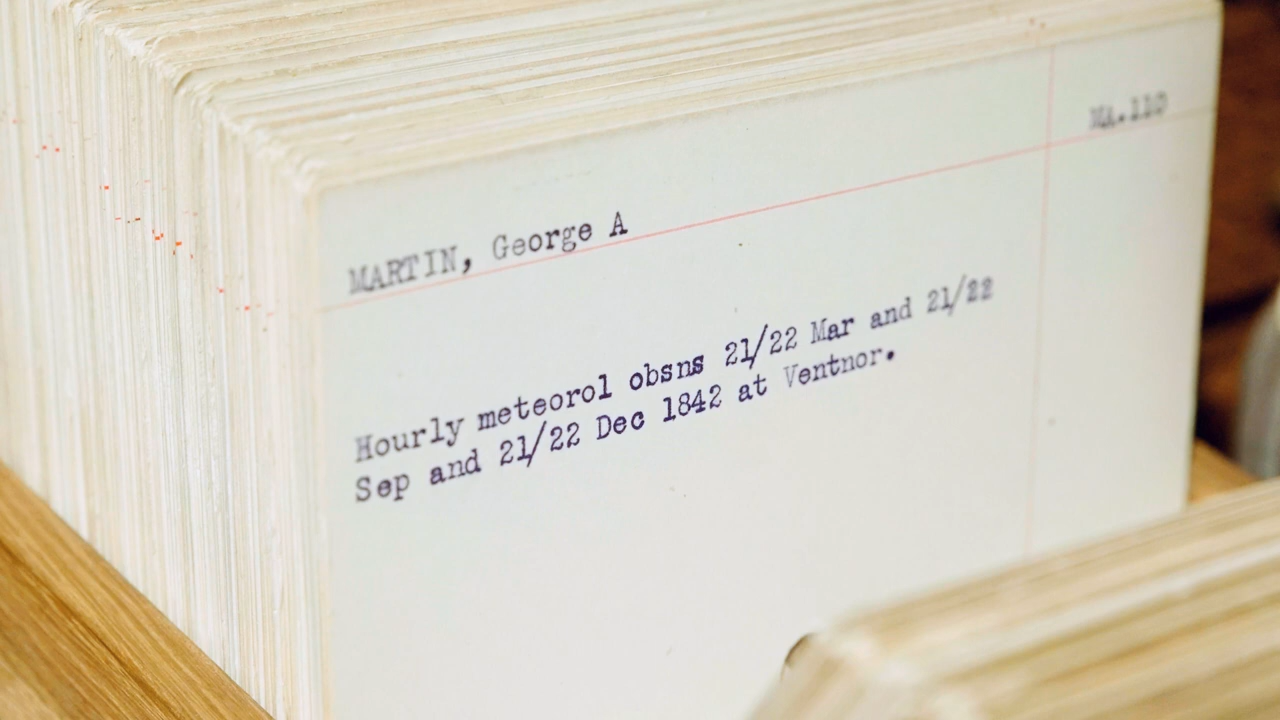 MA.110
MARTIN, George A
Hourly meteorol obsns 21/22 Mar and 21/22
Sep and 21/22 Dec 1842 at Ventnor.